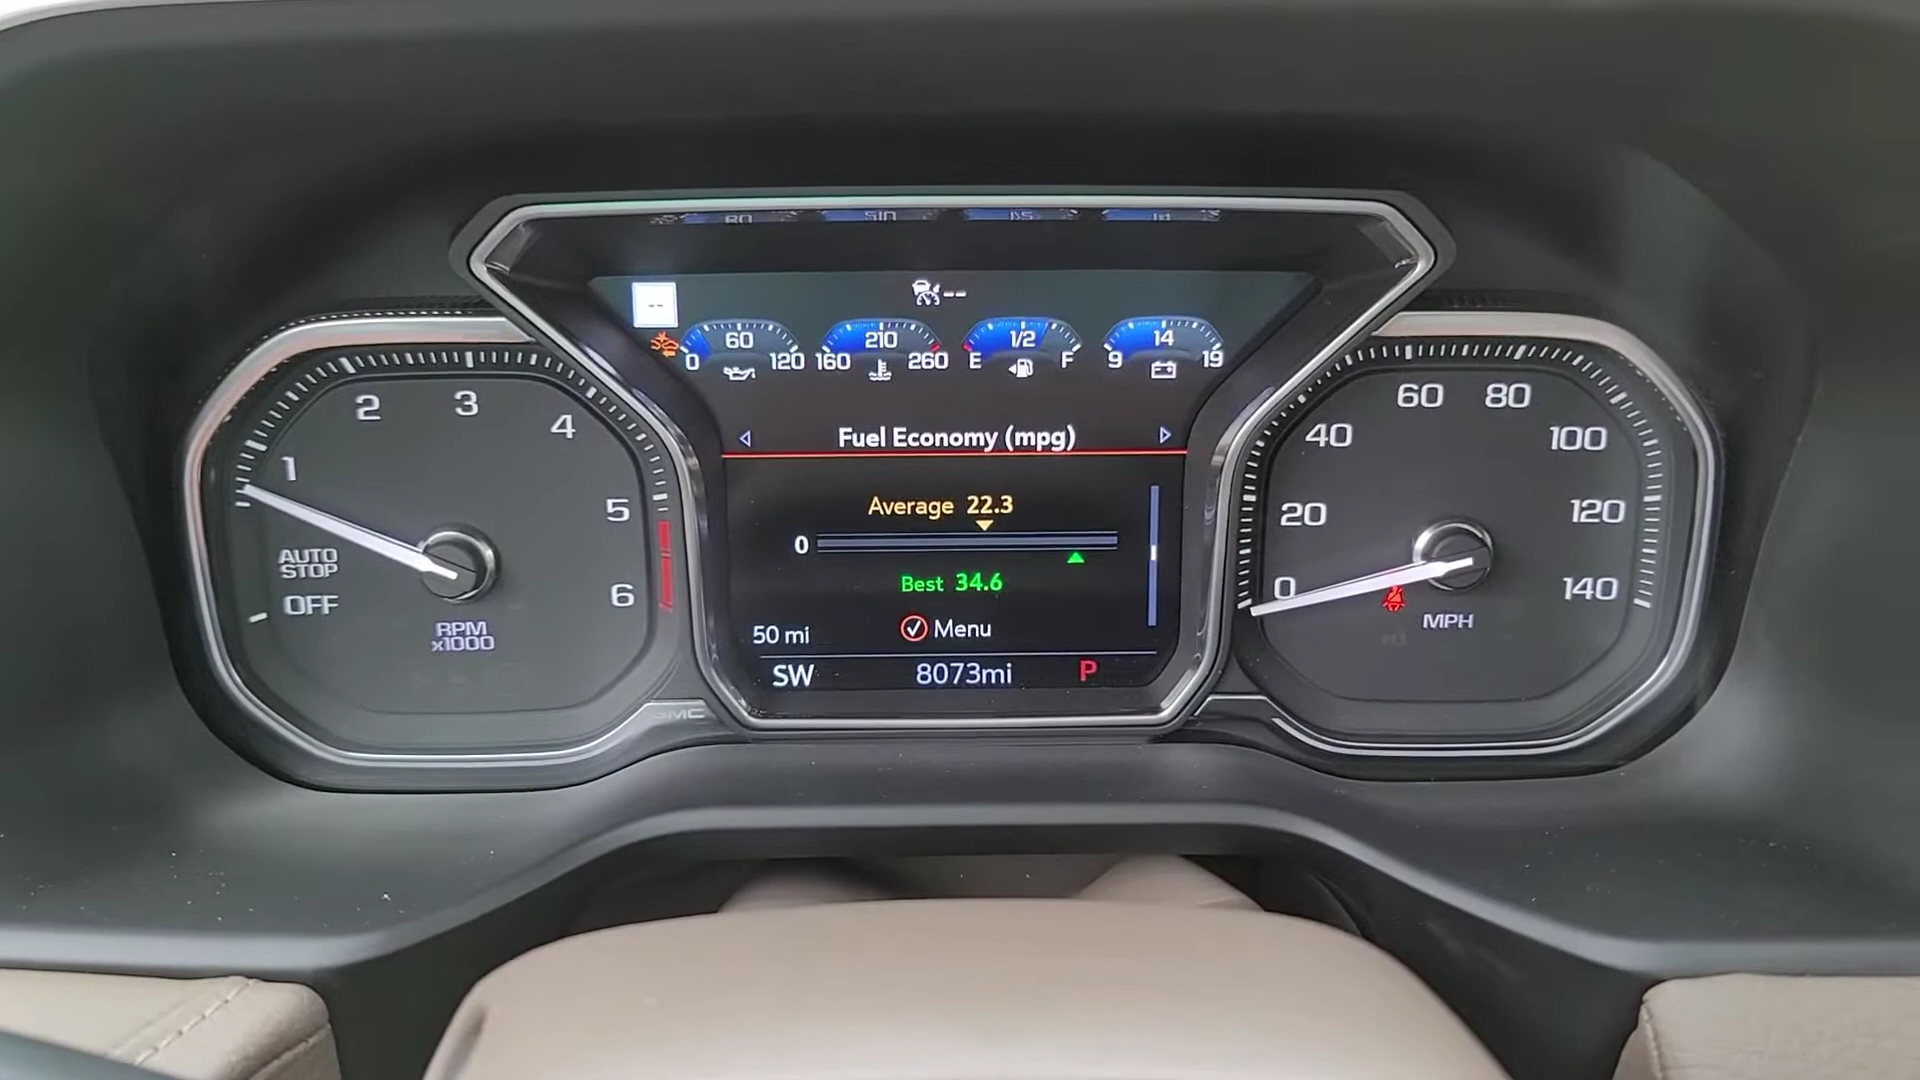 --
--
60
0 120
210
160 260
1/2
E F
14
9 19
Fuel Economy (mpg)
Average 22.3
0
Best 34.6
50 mi
Menu
SW 8073mi P
1
2
3
4
5
6
AUTO
STOP
OFF
RPM
x1000
GMC
0
20
40
60
80
100
120
140
MPH